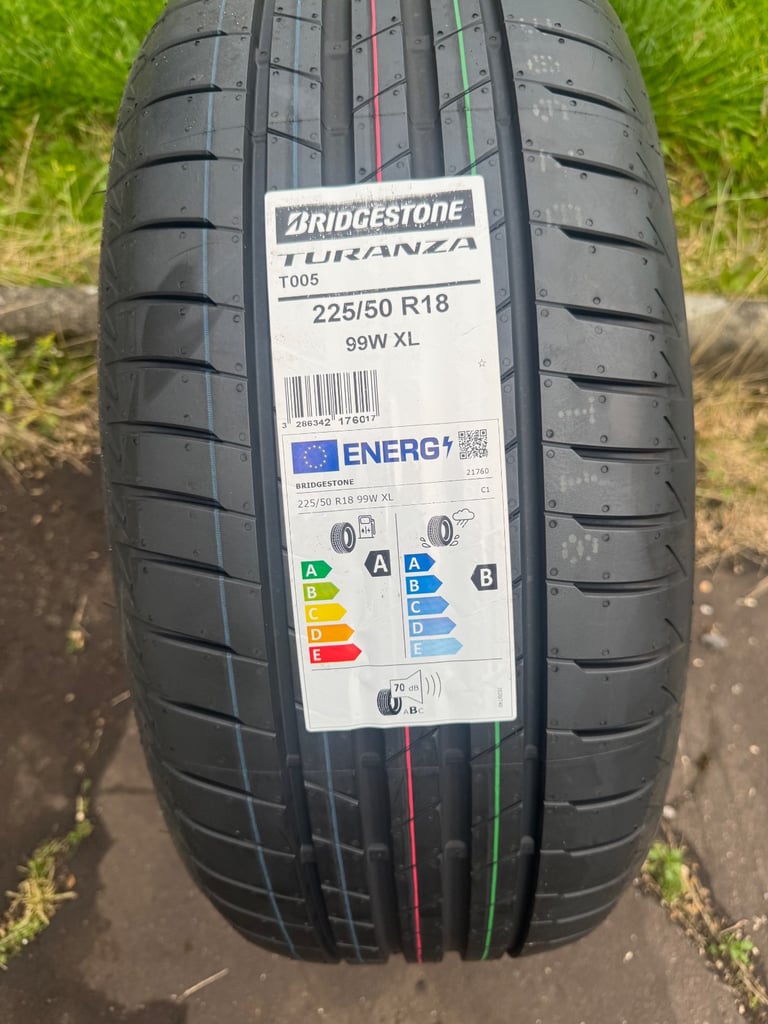 BRIDGESTONE
TURANZA
T005
225/50 R18
99W XL
3 286342 176017
ENERG
BRIDGESTONE 21760
225/50 R18 99W XL C1
A A
B
C
D
E
A B
B
C
D
E
70 dB
ABC